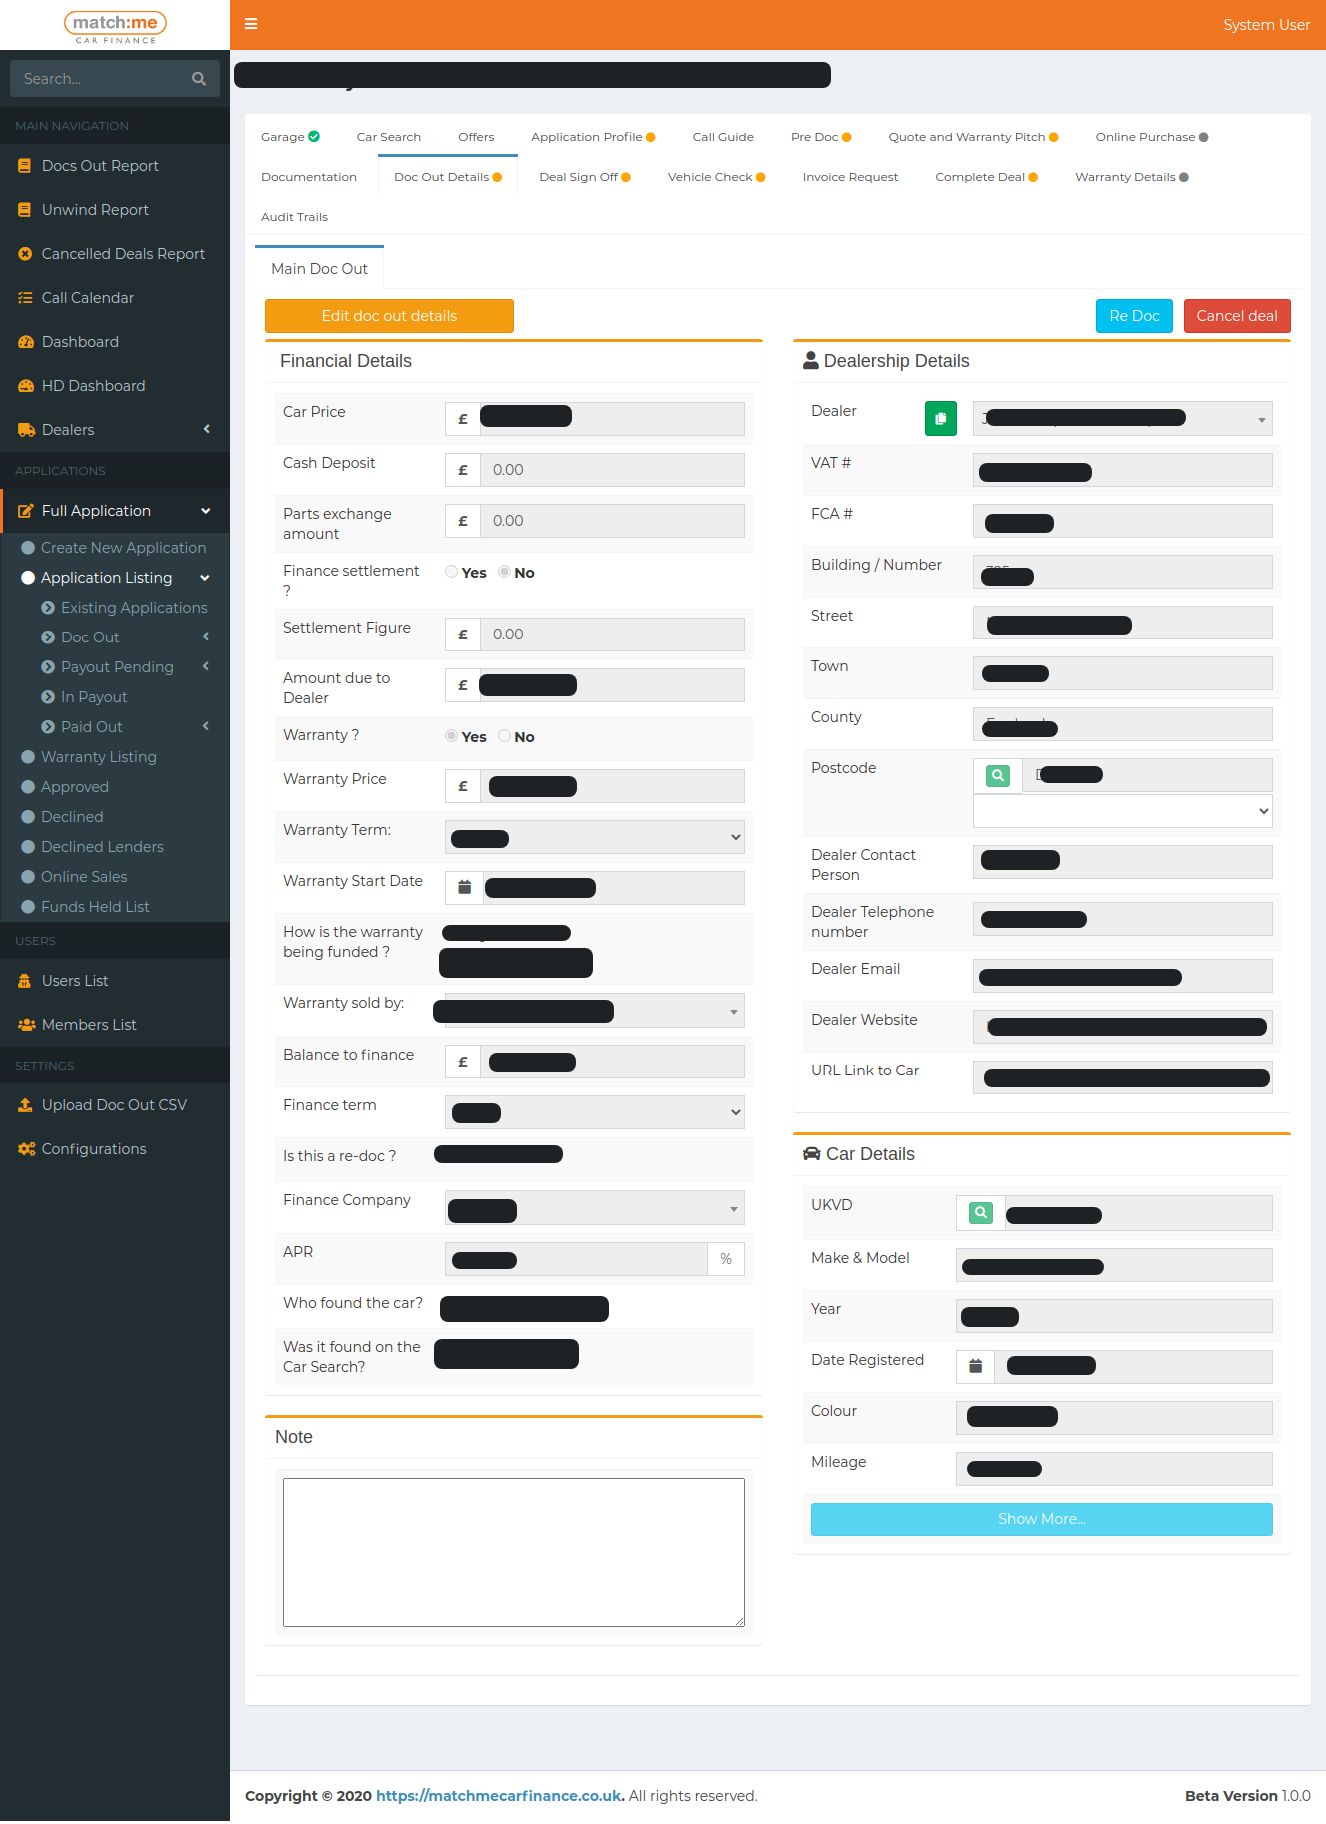 match:me
CAR FINANCE
System User
Search...
MAIN NAVIGATION
Docs Out Report
Unwind Report
Cancelled Deals Report
Call Calendar
Dashboard
HD Dashboard
Dealers
APPLICATIONS
Full Application
Create New Application
Application Listing
Existing Applications
Doc Out
Payout Pending
In Payout
Paid Out
Warranty Listing
Approved
Declined
Declined Lenders
Online Sales
Funds Held List
USERS
Users List
Members List
SETTINGS
Upload Doc Out CSV
Configurations
Garage Car Search Offers Application Profile Call Guide Pre Doc Quote and Warranty Pitch Online Purchase
Documentation Doc Out Details Deal Sign Off Vehicle Check Invoice Request Complete Deal Warranty Details
Audit Trails
Main Doc Out
Edit doc out details
Re Doc Cancel deal
Financial Details
Car Price £
Cash Deposit £ 0.00
Parts exchange
amount £ 0.00
Finance settlement
? Yes No
Settlement Figure £ 0.00
Amount due to
Dealer £
Warranty ? Yes No
Warranty Price £
Warranty Term:
Warranty Start Date
How is the warranty
being funded ?
Warranty sold by:
Balance to finance £
Finance term
Is this a re-doc ?
Finance Company
APR %
Who found the car?
Was it found on the
Car Search?
Note
Dealership Details
Dealer
VAT #
FCA #
Building / Number
Street
Town
County
Postcode
Dealer Contact
Person
Dealer Telephone
number
Dealer Email
Dealer Website
URL Link to Car
Car Details
UKVD
Make & Model
Year
Date Registered
Colour
Mileage
Show More...
Copyright © 2020 https://matchmecarfinance.co.uk. All rights reserved.
Beta Version 1.0.0